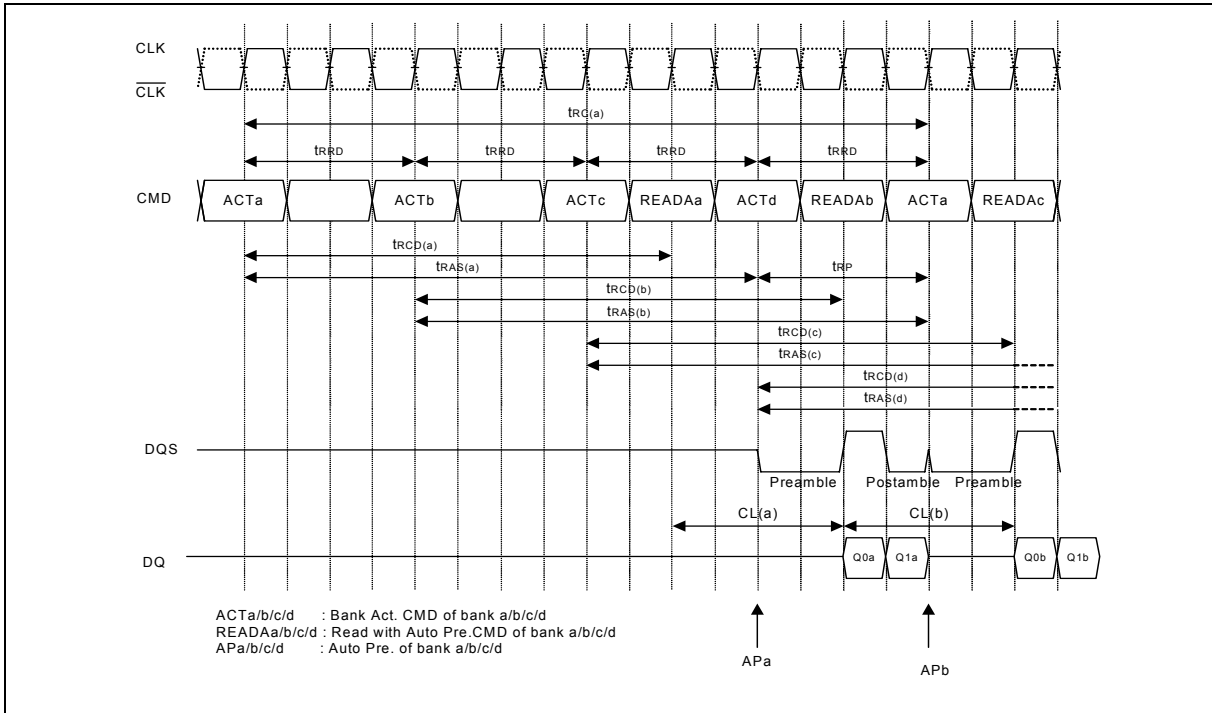 CLK
CLK
tRC(a)
tRRD tRRD tRRD tRRD
CMD ACTa ACTb ACTc READAa ACTd READAb ACTa READAc
tRCD(a)
tRAS(a) tRP
tRCD(b)
tRAS(b)
tRCD(c)
tRAS(c)
tRCD(d)
tRAS(d)
DQS
Preamble Postamble Preamble
CL(a) CL(b)
DQ Q0a Q1a Q0b Q1b
ACTa/b/c/d : Bank Act. CMD of bank a/b/c/d
READAa/b/c/d : Read with Auto Pre.CMD of bank a/b/c/d
APa/b/c/d : Auto Pre. of bank a/b/c/d
APa APb